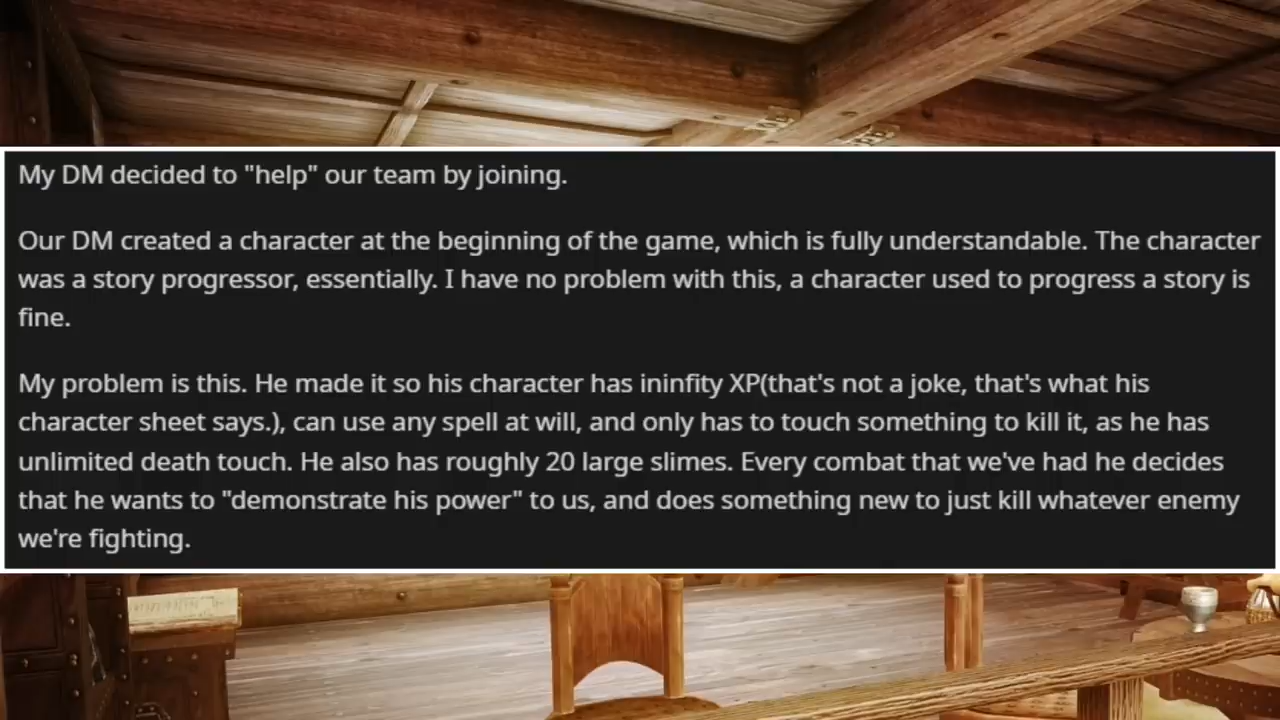 My DM decided to "help" our team by joining.
Our DM created a character at the beginning of the game, which is fully understandable. The character
was a story progressor, essentially. I have no problem with this, a character used to progress a story is
fine.
My problem is this. He made it so his character has ininfity XP(that's not a joke, that's what his
character sheet says.), can use any spell at will, and only has to touch something to kill it, as he has
unlimited death touch. He also has roughly 20 large slimes. Every combat that we've had he decides
that he wants to "demonstrate his power" to us, and does something new to just kill whatever enemy
we're fighting.